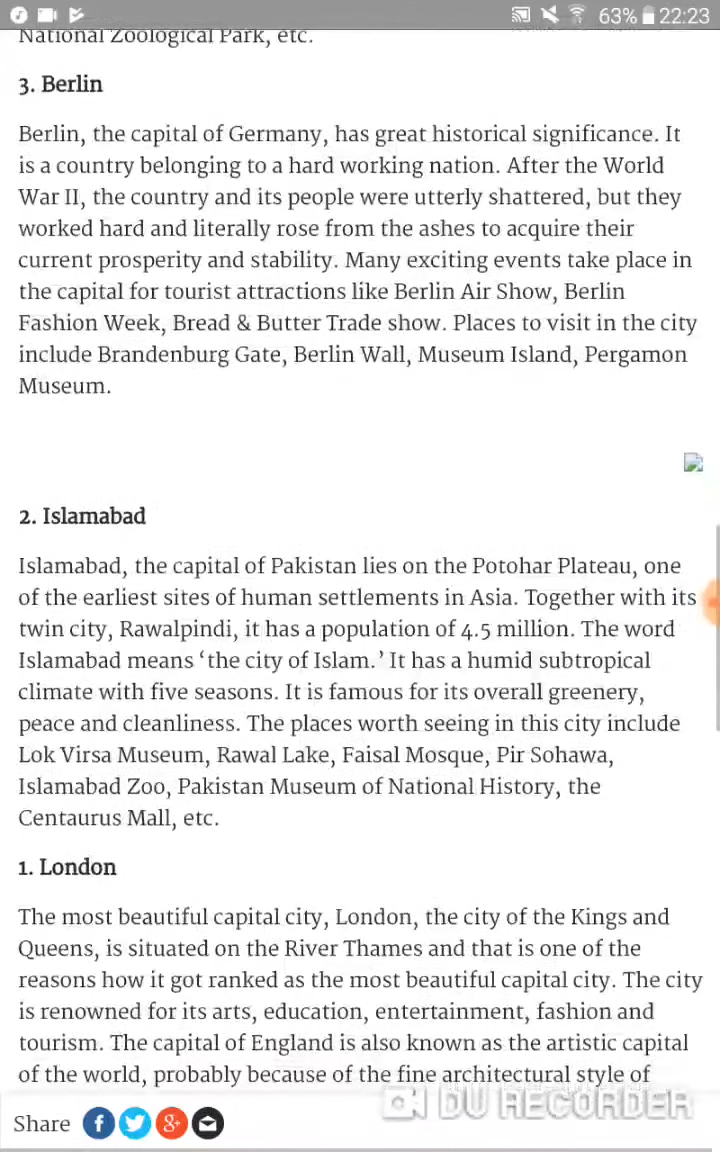 63% 22:23
National Zoological Park, etc.
3. Berlin
Berlin, the capital of Germany, has great historical significance. It
is a country belonging to a hard working nation. After the World
War II, the country and its people were utterly shattered, but they
worked hard and literally rose from the ashes to acquire their
current prosperity and stability. Many exciting events take place in
the capital for tourist attractions like Berlin Air Show, Berlin
Fashion Week, Bread & Butter Trade show. Places to visit in the city
include Brandenburg Gate, Berlin Wall, Museum Island, Pergamon
Museum.
2. Islamabad
Islamabad, the capital of Pakistan lies on the Potohar Plateau, one
of the earliest sites of human settlements in Asia. Together with its
twin city, Rawalpindi, it has a population of 4.5 million. The word
Islamabad means ‘the city of Islam.’ It has a humid subtropical
climate with five seasons. It is famous for its overall greenery,
peace and cleanliness. The places worth seeing in this city include
Lok Virsa Museum, Rawal Lake, Faisal Mosque, Pir Sohawa,
Islamabad Zoo, Pakistan Museum of National History, the
Centaurus Mall, etc.
1. London
The most beautiful capital city, London, the city of the Kings and
Queens, is situated on the River Thames and that is one of the
reasons how it got ranked as the most beautiful capital city. The city
is renowned for its arts, education, entertainment, fashion and
tourism. The capital of England is also known as the artistic capital
of the world, probably because of the fine architectural style of
Share f 8+
DU RECORDER